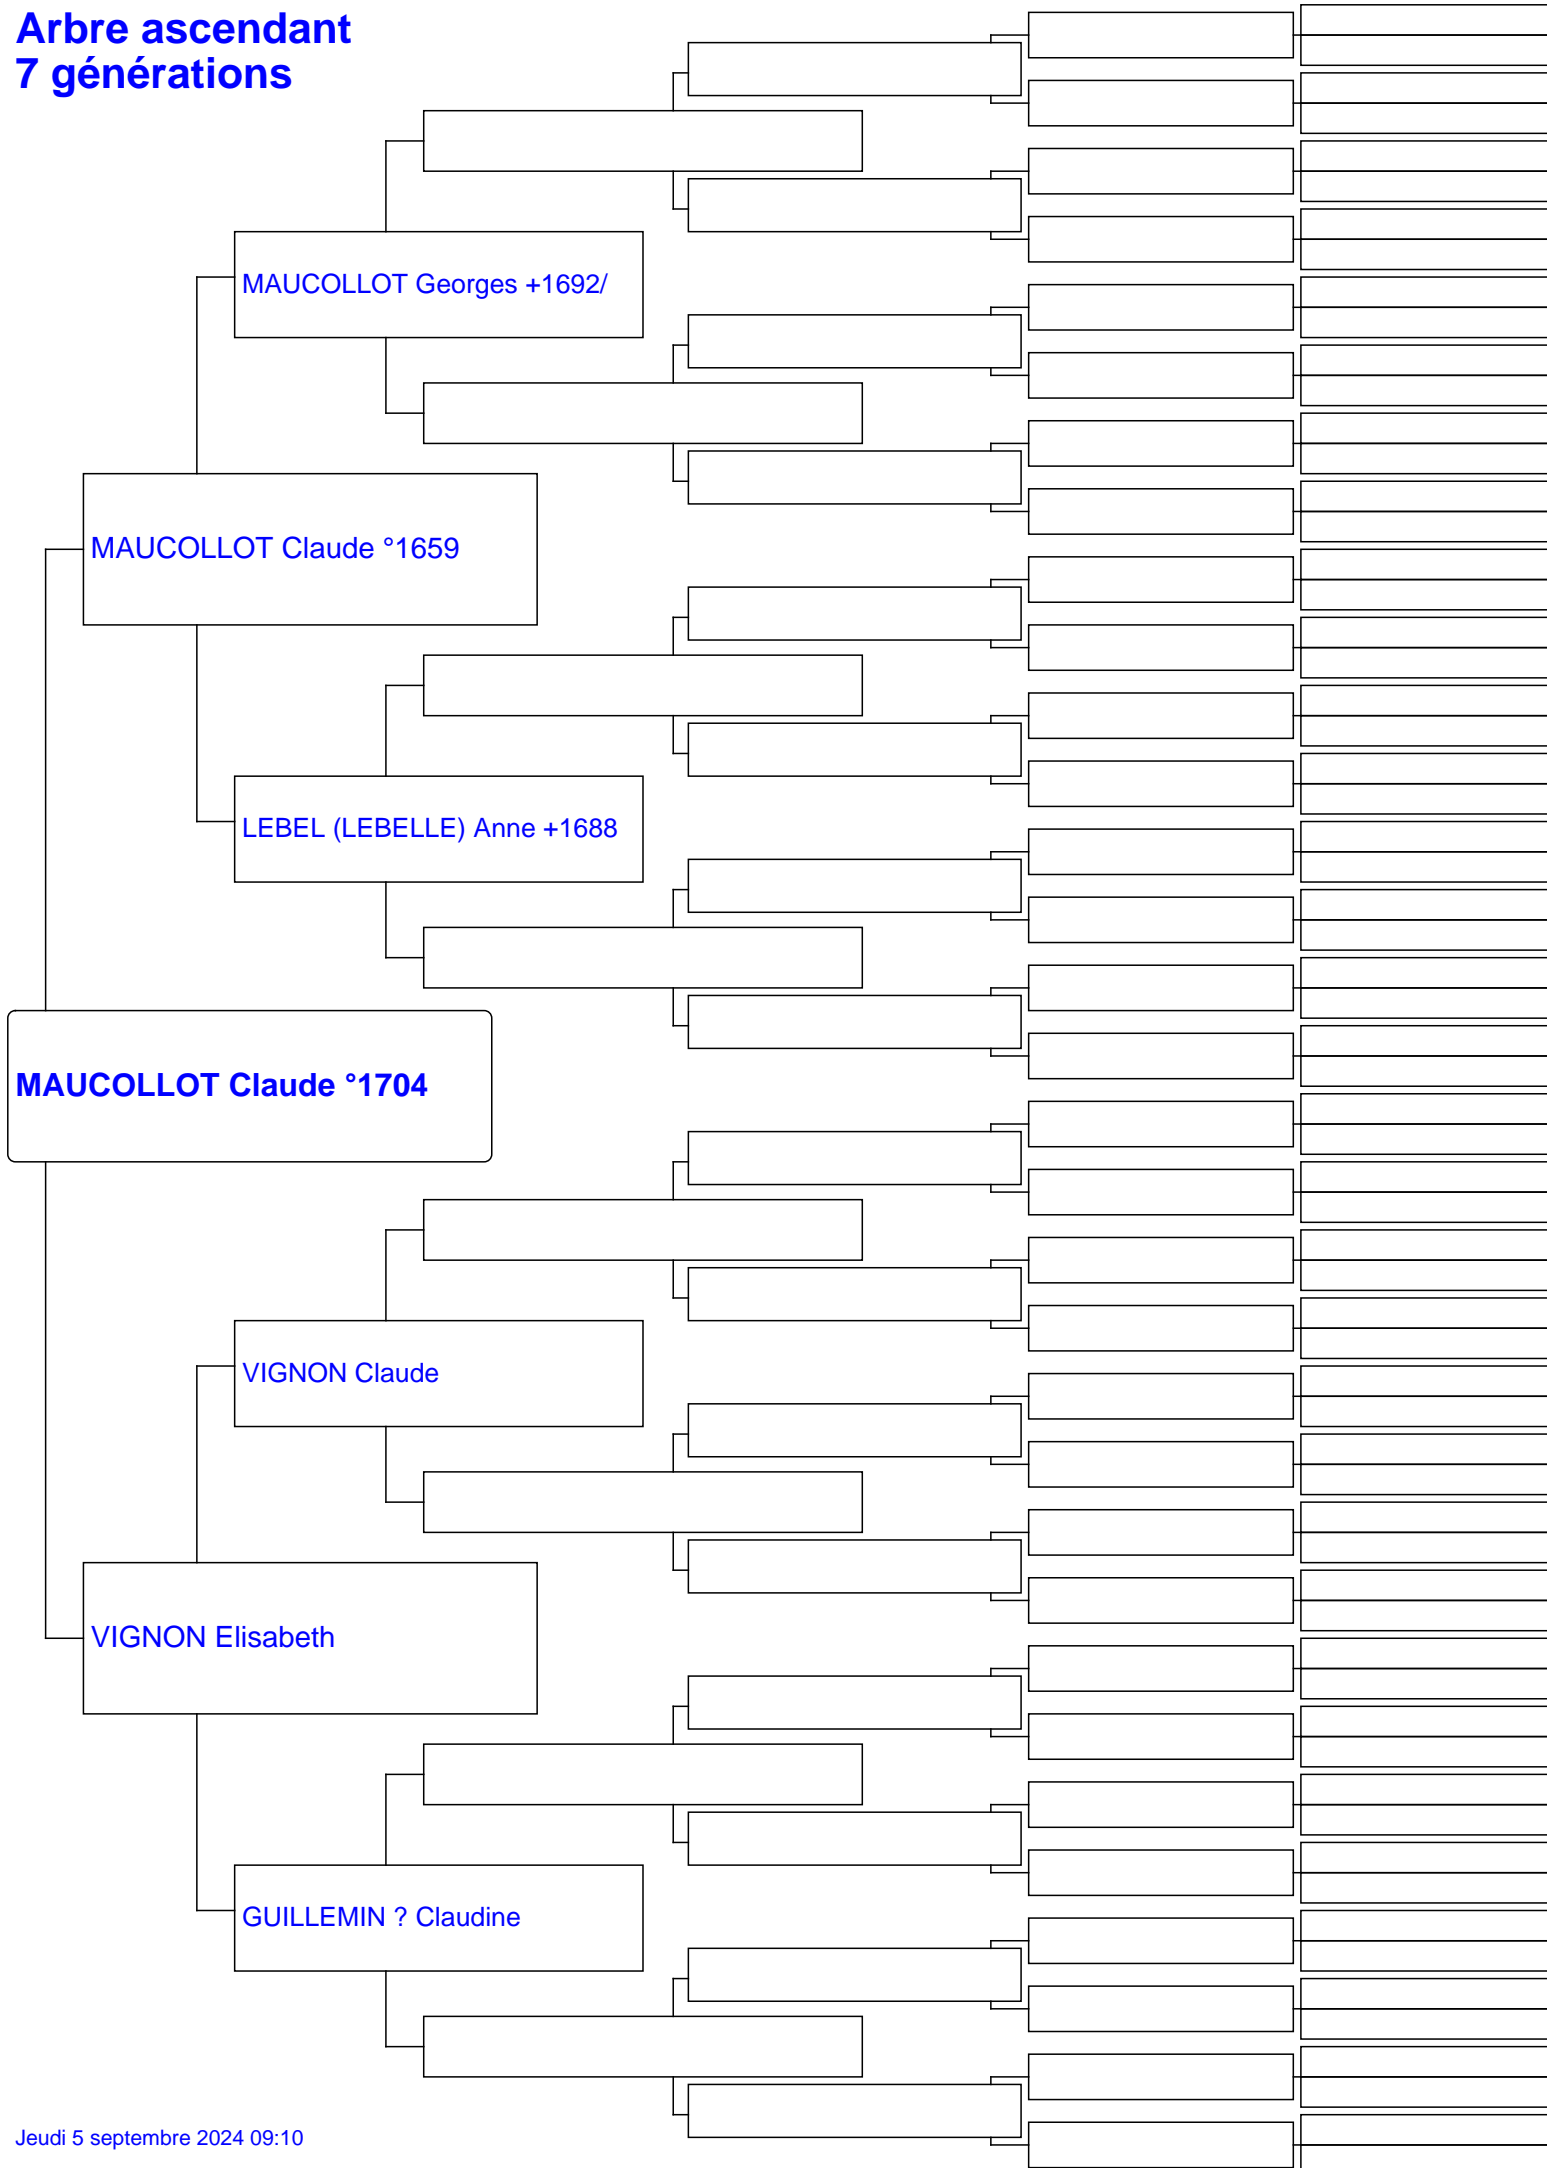 Arbre ascendant
7 générations
MAUCOLLOT Georges +1692/
MAUCOLLOT Claude °1659
LEBEL (LEBELLE) Anne +1688
MAUCOLLOT Claude °1704
VIGNON Claude
VIGNON Elisabeth
GUILLEMIN ? Claudine
Jeudi 5 septembre 2024 09:10